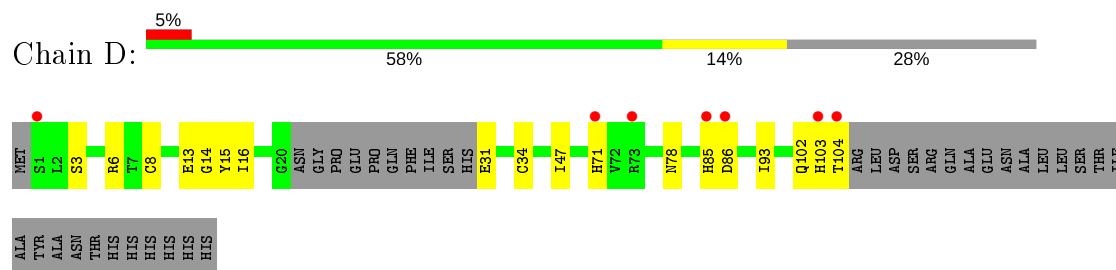 5%
Chain D:
58% 14% 28%
MET S1 L2 S3 R6 T7 C8 E13 G14 Y15 I16 G20 ASN GLY PRO GLU PRO GLN PHE ILE SER HIS E31 C34 I47 H71 V72 R73 N78 H85 D86 I93 Q102 H103 T104 ARG LEU ASP SER ARG GLN ALA GLU ASN ALA LEU LEU SER THR
ALA TYR ALA ASN THR HIS HIS HIS HIS HIS HIS